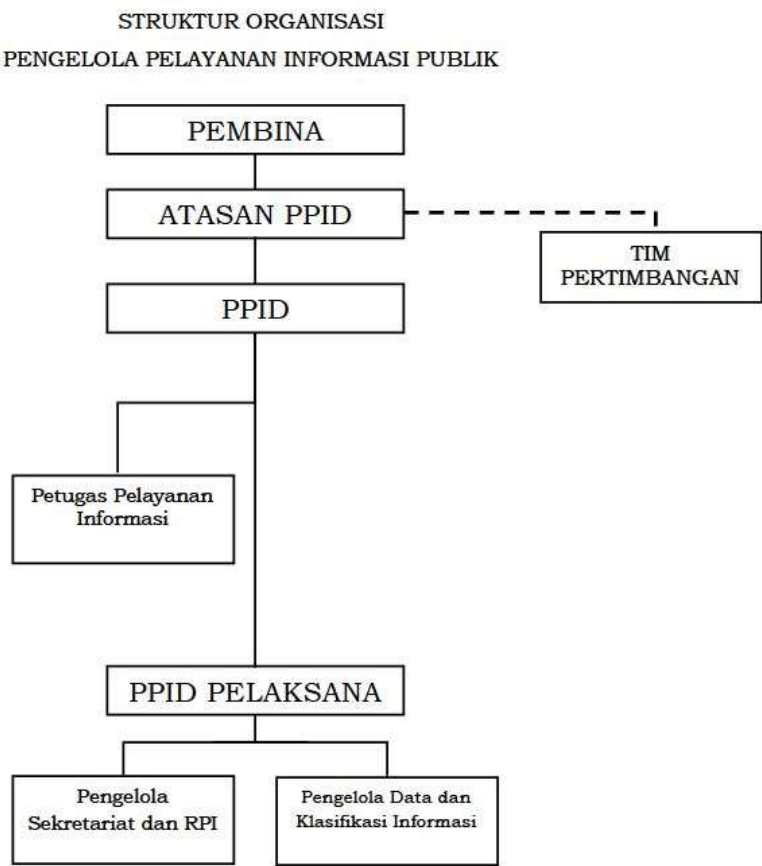 STRUKTUR ORGANISASI
PENGELOLA PELAYANAN INFORMASI PUBLIK
PEMBINA
ATASAN PPID
TIM
PERTIMBANGAN
PPID
Petugas Pelayanan
Informasi
PPID PELAKSANA
Pengelola
Sekretariat dan RPI
Pengelola Data dan
Klasifikasi Informasi